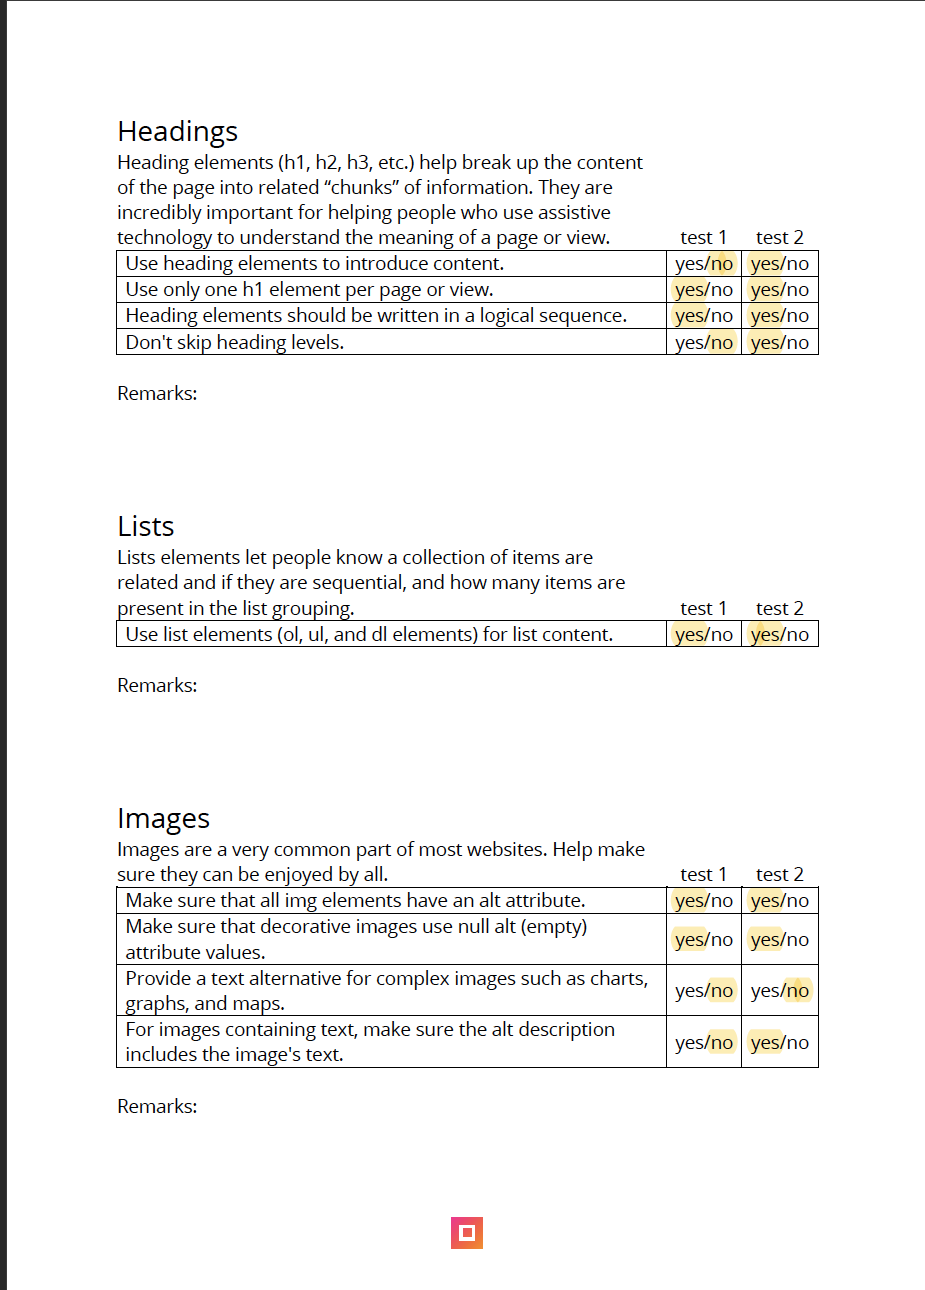 Headings
Heading elements (h1, h2, h3, etc.) help break up the content
of the page into related “chunks” of information. They are
incredibly important for helping people who use assistive
technology to understand the meaning of a page or view. test 1 test 2
Use heading elements to introduce content. yes/no yes/no
Use only one h1 element per page or view. yes/no yes/no
Heading elements should be written in a logical sequence. yes/no yes/no
Don't skip heading levels. yes/no yes/no
Remarks:
Lists
Lists elements let people know a collection of items are
related and if they are sequential, and how many items are
present in the list grouping. test 1 test 2
Use list elements (ol, ul, and dl elements) for list content. yes/no yes/no
Remarks:
Images
Images are a very common part of most websites. Help make
sure they can be enjoyed by all. test 1 test 2
Make sure that all img elements have an alt attribute. yes/no yes/no
Make sure that decorative images use null alt (empty)
attribute values. yes/no yes/no
Provide a text alternative for complex images such as charts,
graphs, and maps. yes/no yes/no
For images containing text, make sure the alt description
includes the image's text. yes/no yes/no
Remarks: